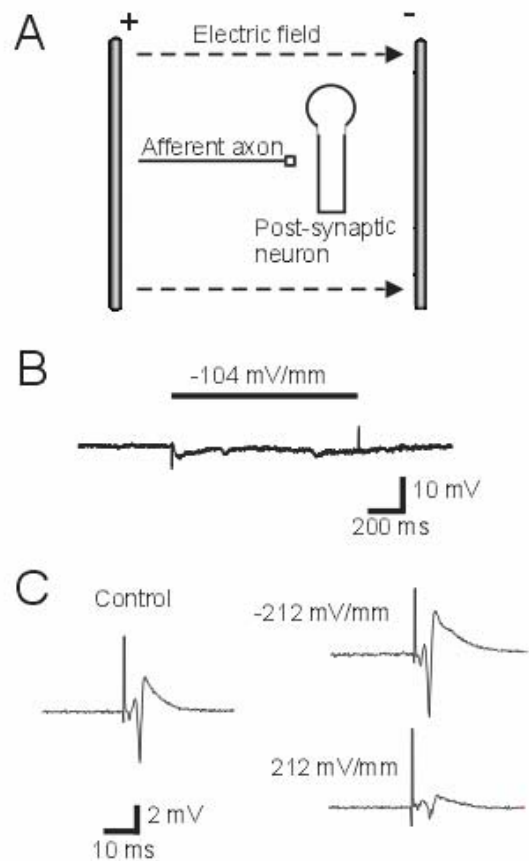 A
+
-
Electric field
Afferent axon
Post-synaptic
neuron
B
-104 mV/mm
10 mV
200 ms
C
Control
-212 mV/mm
212 mV/mm
2 mV
10 ms